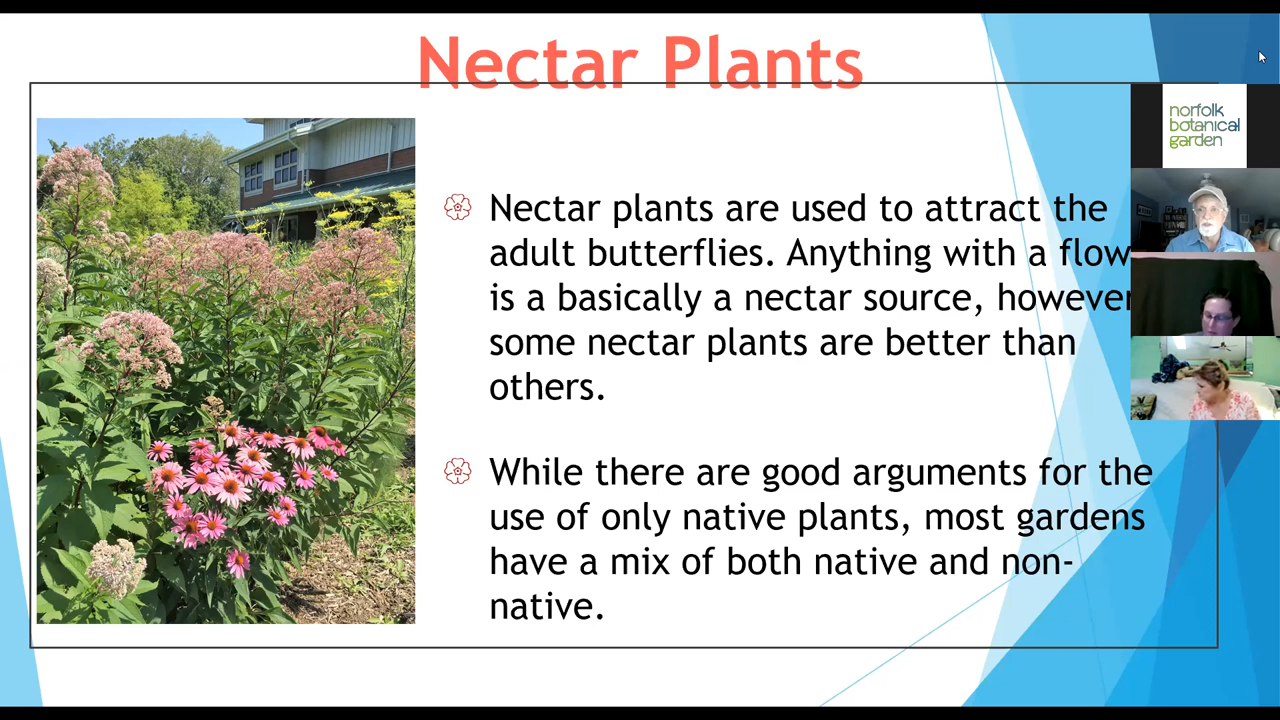 Nectar Plants
norfolk
botanical
garden
Nectar plants are used to attract the
adult butterflies. Anything with a flow
is a basically a nectar source, however
some nectar plants are better than
others.
While there are good arguments for the
use of only native plants, most gardens
have a mix of both native and non-
native.